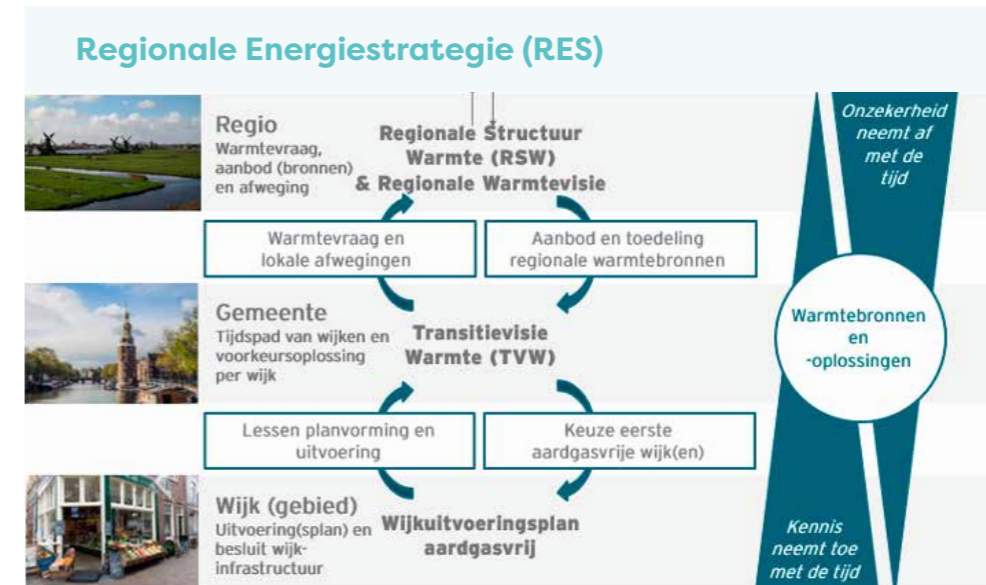 Regionale Energiestrategie (RES)
Regio
Warmtevraag,
aanbod (bronnen)
en afweging
Regionale Structuur
Warmte (RSW)
& Regionale Warmtevisie
Onzekerheid
neemt af
met de
tijd
Warmtevraag en
lokale afwegingen
Aanbod en toedeling
regionale warmtebronnen
Gemeente
Tijdspad van wijken en
voorkeursoplossing
per wijk
Transitievisie
Warmte (TVW)
Warmtebronnen
en
-oplossingen
Lessen planvorming en
uitvoering
Keuze eerste
aardgasvrije wijk(en)
Wijk (gebied)
Uitvoering(splan) en
besluit wijk-
infrastructuur
Wijkuitvoeringsplan
aardgasvrij
Kennis
neemt toe
met de tijd